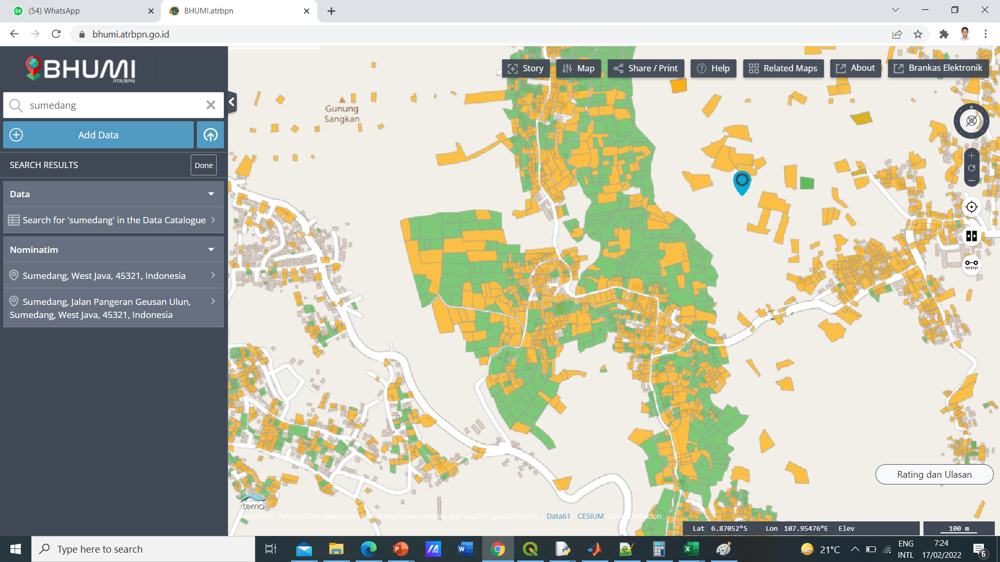 54
(54) WhatsApp
BHUMI.atrbpn
bhumi.atrbpn.go.id
BHUMI
ATR/BPN
sumedang
Add Data
SEARCH RESULTS
Done
Data
Search for 'sumedang' in the Data Catalogue
Nominatim
Sumedang, West Java, 45321, Indonesia
Sumedang, Jalan Pangeran Geusan Ulun,
Sumedang, West Java, 45321, Indonesia
Story
Map
Share / Print
Help
Related Maps
About
Brankas Elektronik
Gunung
Sangkan
N
Rating dan Ulasan
terria
Disclaimer: Peta ini tidak dianjurkan untuk keperluan navigasi dan analisis spasial presisi. · Data61 · CESIUM Data attribution
Lat 6.87052°S Lon 107.95476°E Elev
100 m
Type here to search
21°C
ENG
INTL
7:24
17/02/2022
6